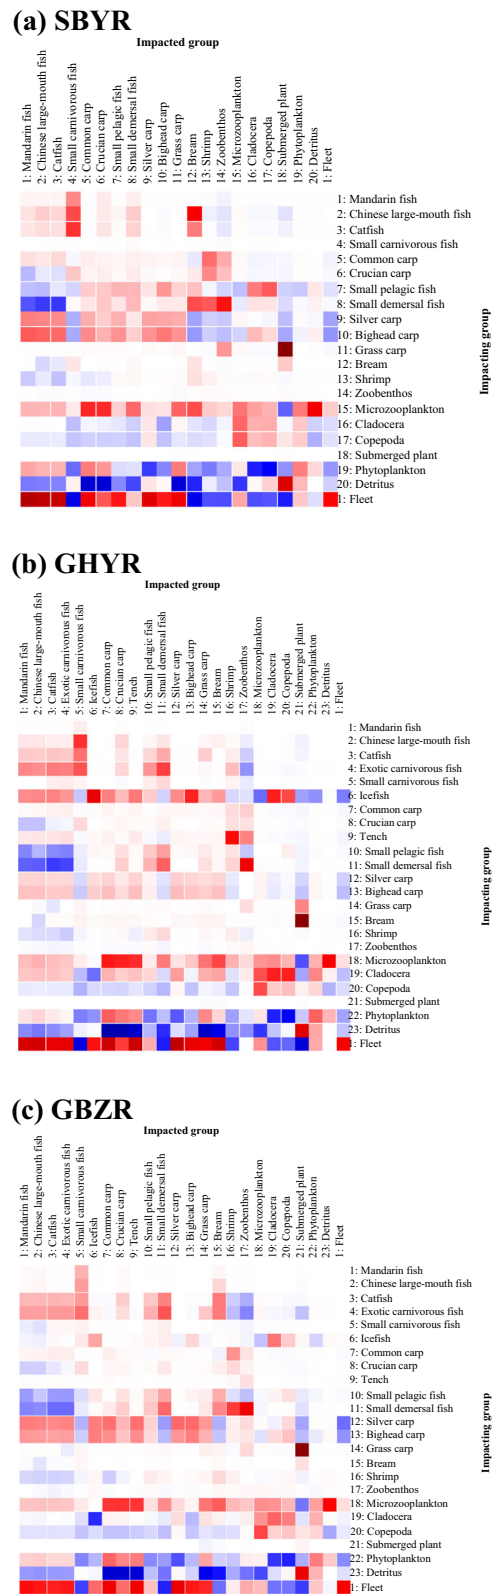 (a) SBYR
Impacted group
1: Mandarin fish
2: Chinese large-mouth fish
3: Catfish
4: Small carnivorous fish
5: Common carp
6: Crucian carp
7: Small pelagic fish
8: Small demersal fish
9: Silver carp
10: Bighead carp
11: Grass carp
12: Bream
13: Shrimp
14: Zoobenthos
15: Microzooplankton
16: Cladocera
17: Copepoda
18: Submerged plant
19: Phytoplankton
20: Detritus
1: Fleet
1: Mandarin fish
2: Chinese large-mouth fish
3: Catfish
4: Small carnivorous fish
5: Common carp
6: Crucian carp
7: Small pelagic fish
8: Small demersal fish
9: Silver carp
10: Bighead carp
11: Grass carp
12: Bream
13: Shrimp
14: Zoobenthos
15: Microzooplankton
16: Cladocera
17: Copepoda
18: Submerged plant
19: Phytoplankton
20: Detritus
1: Fleet
Impacting group
(b) GHYR
Impacted group
1: Mandarin fish
2: Chinese large-mouth fish
3: Catfish
4: Exotic carnivorous fish
5: Small carnivorous fish
6: Icefish
7: Common carp
8: Crucian carp
9: Tench
10: Small pelagic fish
11: Small demersal fish
12: Silver carp
13: Bighead carp
14: Grass carp
15: Bream
16: Shrimp
17: Zoobenthos
18: Microzooplankton
19: Cladocera
20: Copepoda
21: Submerged plant
22: Phytoplankton
23: Detritus
1: Fleet
1: Mandarin fish
2: Chinese large-mouth fish
3: Catfish
4: Exotic carnivorous fish
5: Small carnivorous fish
6: Icefish
7: Common carp
8: Crucian carp
9: Tench
10: Small pelagic fish
11: Small demersal fish
12: Silver carp
13: Bighead carp
14: Grass carp
15: Bream
16: Shrimp
17: Zoobenthos
18: Microzooplankton
19: Cladocera
20: Copepoda
21: Submerged plant
22: Phytoplankton
23: Detritus
1: Fleet
Impacting group
(c) GBZR
Impacted group
1: Mandarin fish
2: Chinese large-mouth fish
3: Catfish
4: Exotic carnivorous fish
5: Small carnivorous fish
6: Icefish
7: Common carp
8: Crucian carp
9: Tench
10: Small pelagic fish
11: Small demersal fish
12: Silver carp
13: Bighead carp
14: Grass carp
15: Bream
16: Shrimp
17: Zoobenthos
18: Microzooplankton
19: Cladocera
20: Copepoda
21: Submerged plant
22: Phytoplankton
23: Detritus
1: Fleet
1: Mandarin fish
2: Chinese large-mouth fish
3: Catfish
4: Exotic carnivorous fish
5: Small carnivorous fish
6: Icefish
7: Common carp
8: Crucian carp
9: Tench
10: Small pelagic fish
11: Small demersal fish
12: Silver carp
13: Bighead carp
14: Grass carp
15: Bream
16: Shrimp
17: Zoobenthos
18: Microzooplankton
19: Cladocera
20: Copepoda
21: Submerged plant
22: Phytoplankton
23: Detritus
1: Fleet
Impacting group